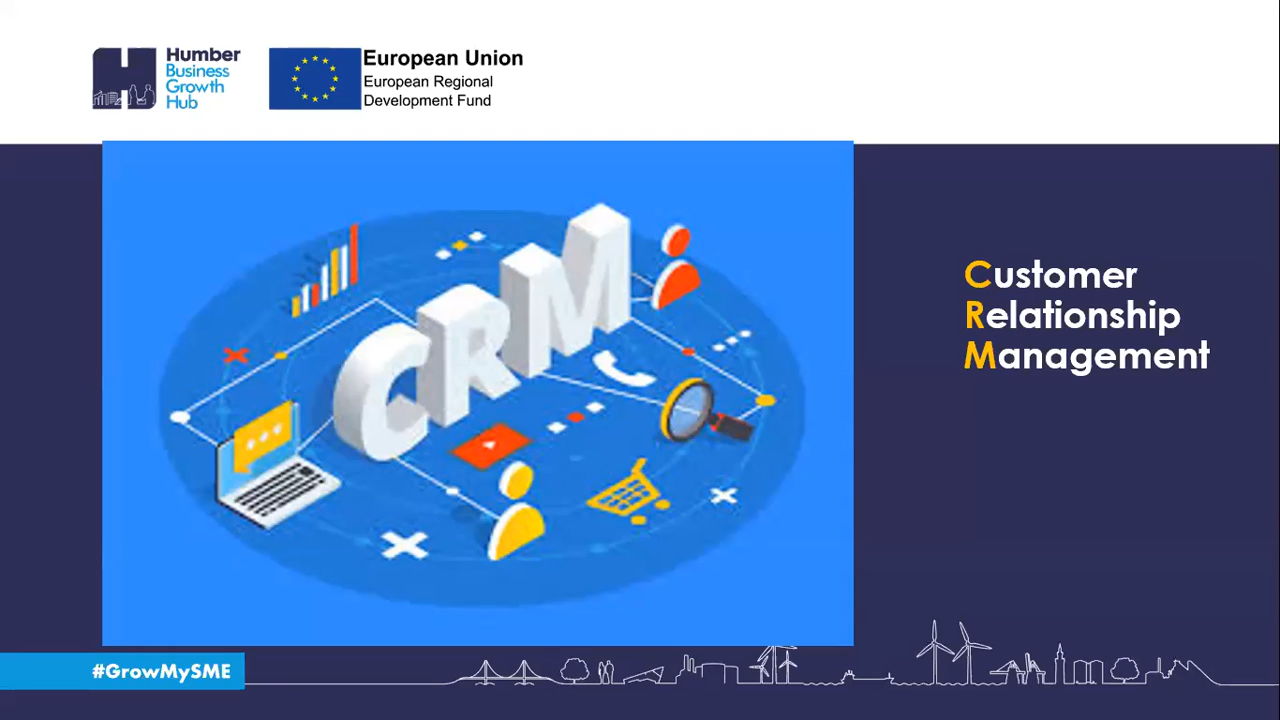 Humber
Business
Growth
Hub
European Union
European Regional
Development Fund
CRM
Customer
Relationship
Management
#GrowMySME